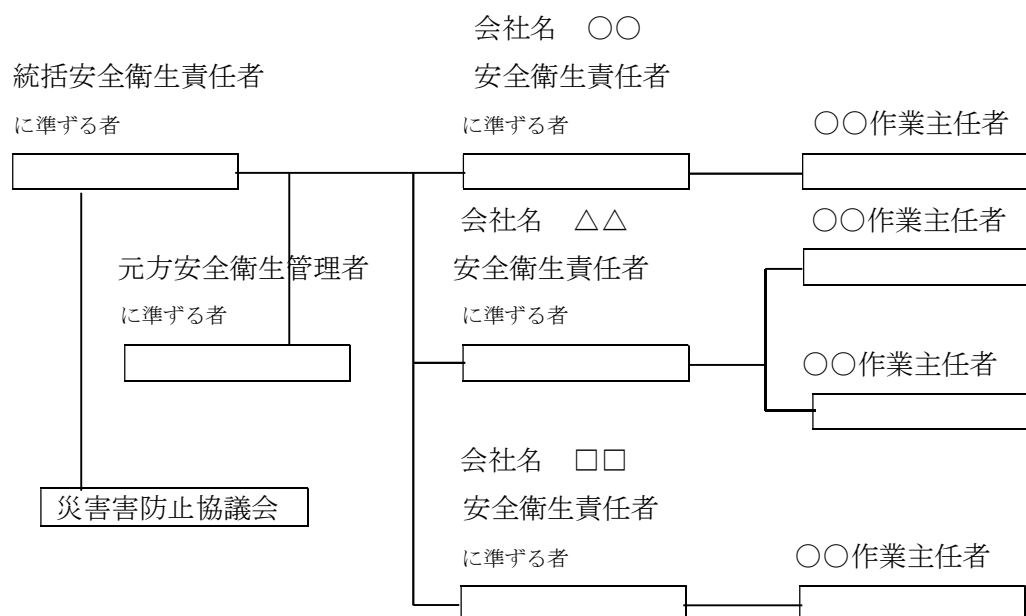 会社名　○○
統括安全衛生責任者
安全衛生責任者
に準ずる者
に準ずる者
○○作業主任者
会社名　△△
○○作業主任者
元方安全衛生管理者
安全衛生責任者
に準ずる者
に準ずる者
○○作業主任者
会社名　□□
災害害防止協議会
安全衛生責任者
に準ずる者
○○作業主任者